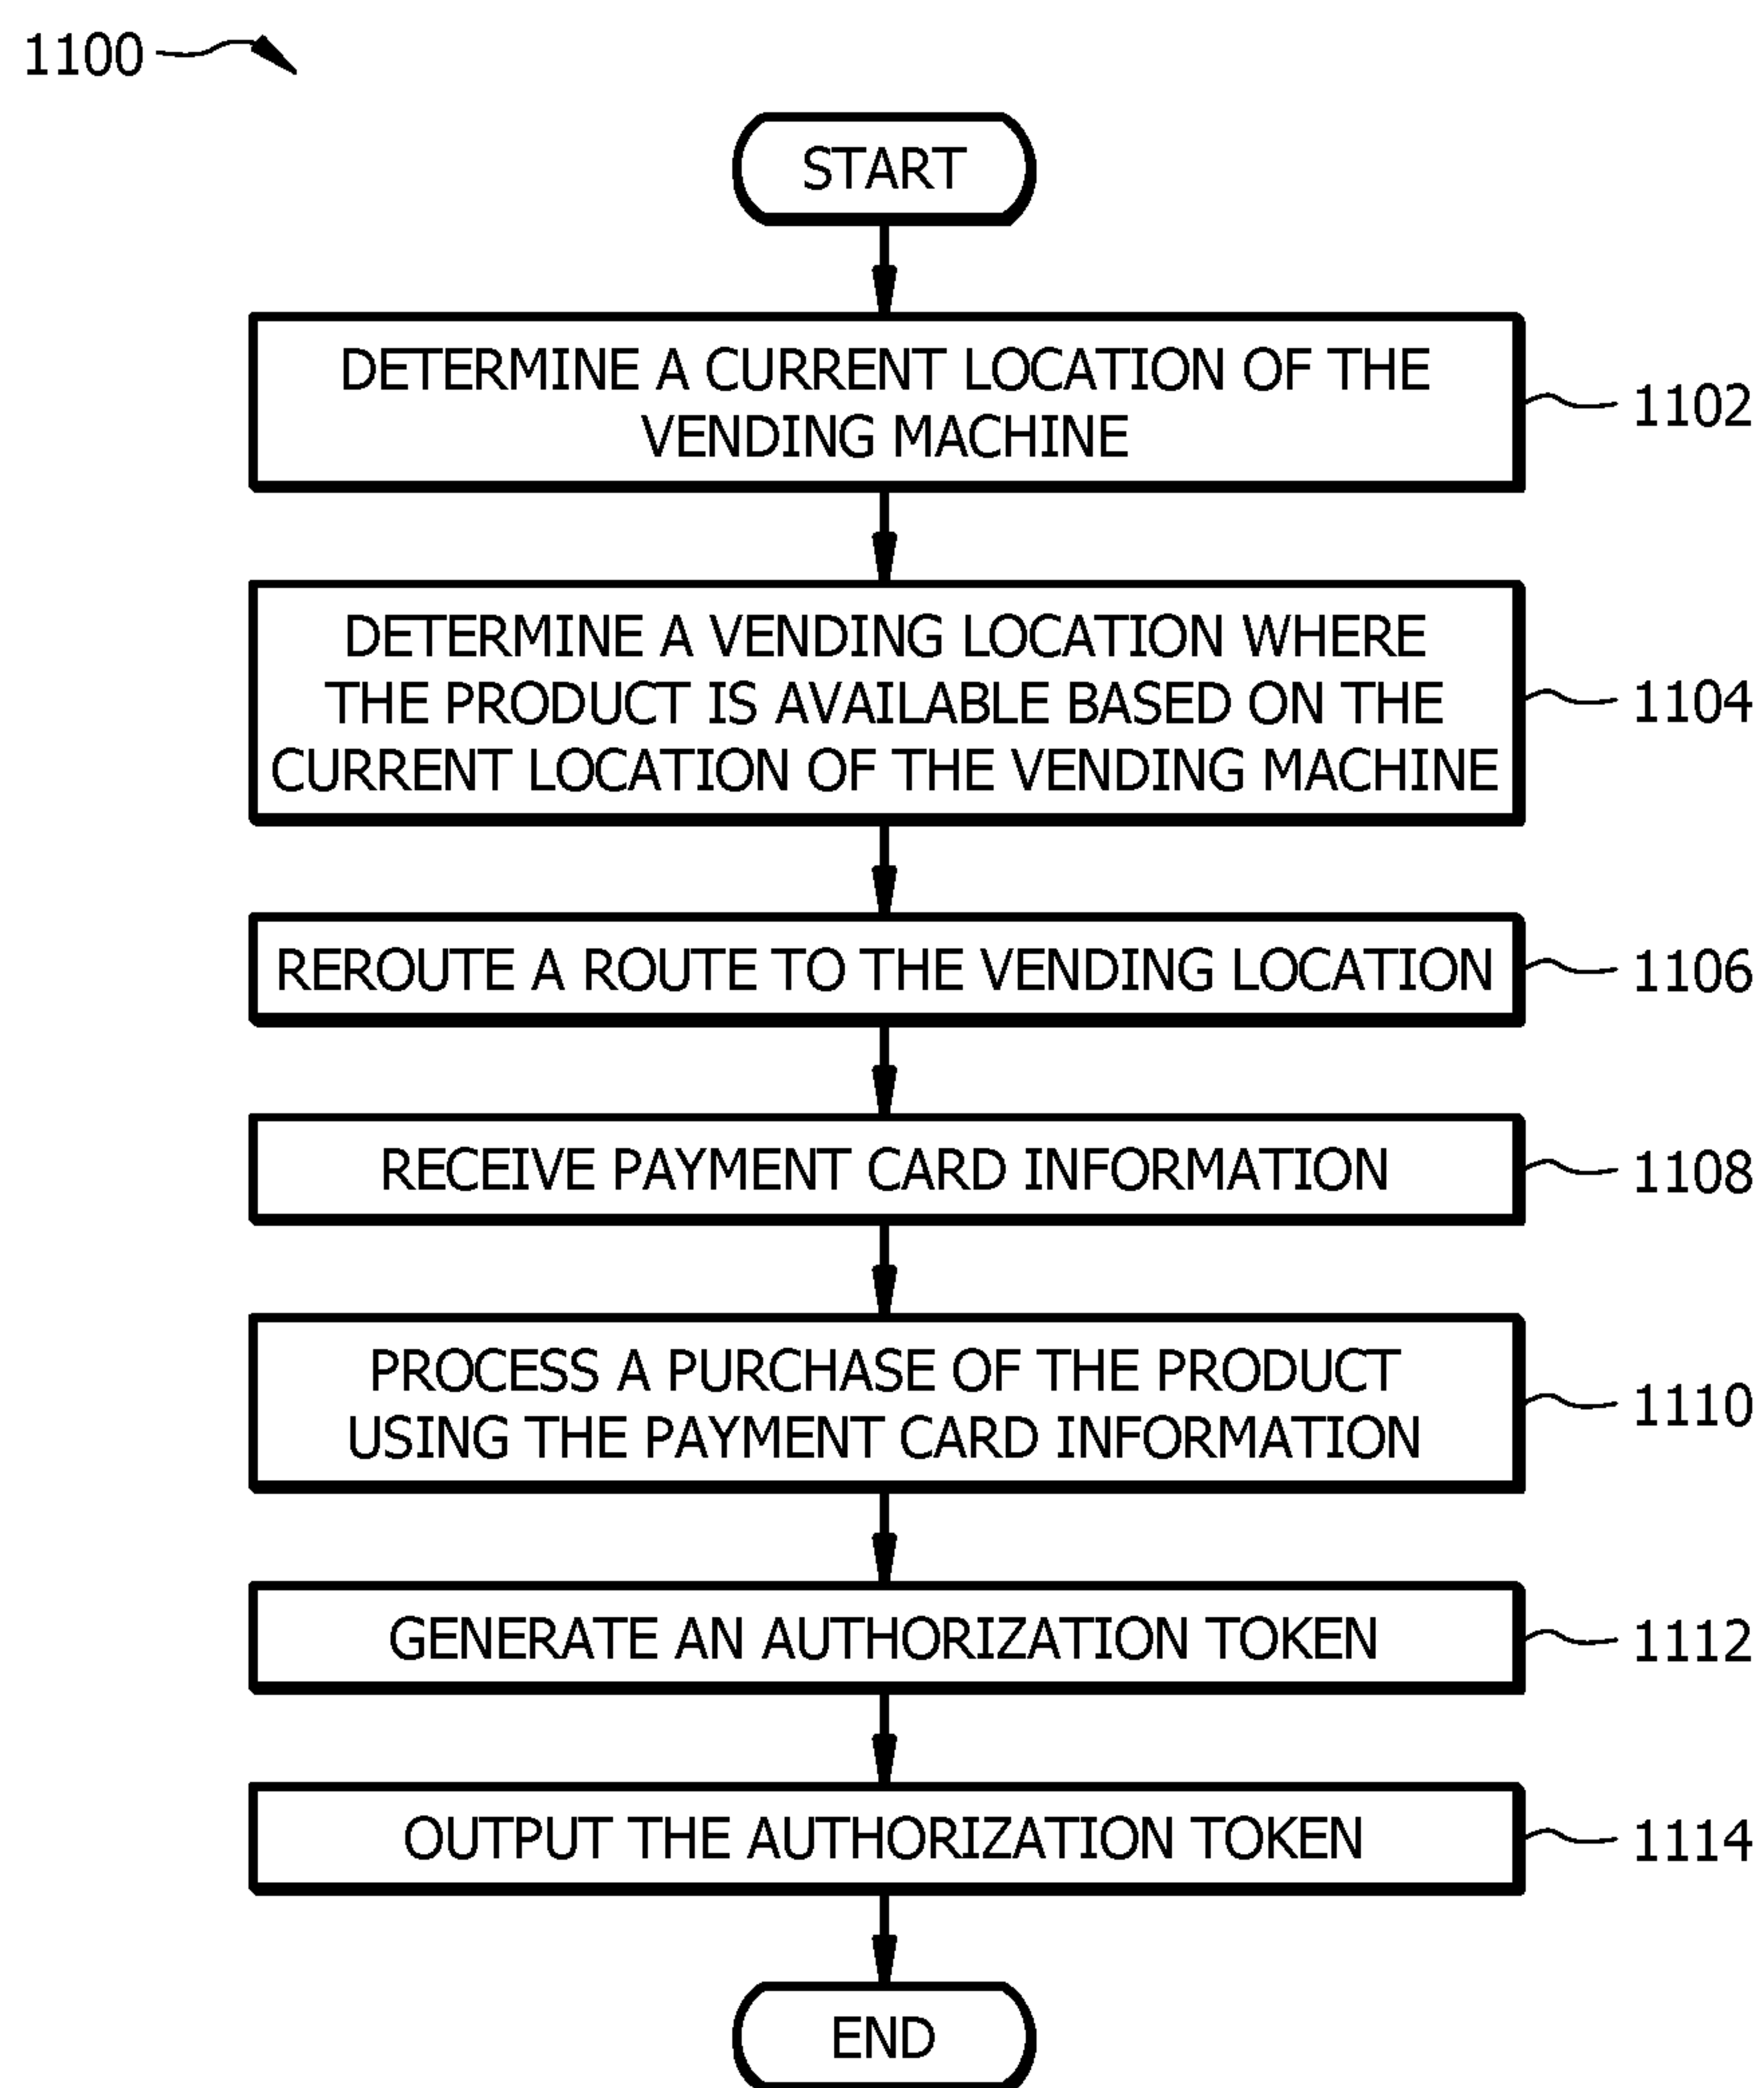 1100
START
DETERMINE A CURRENT LOCATION OF THE
VENDING MACHINE
1102
DETERMINE A VENDING LOCATION WHERE
THE PRODUCT IS AVAILABLE BASED ON THE
CURRENT LOCATION OF THE VENDING MACHINE
1104
REROUTE A ROUTE TO THE VENDING LOCATION
1106
RECEIVE PAYMENT CARD INFORMATION
1108
PROCESS A PURCHASE OF THE PRODUCT
USING THE PAYMENT CARD INFORMATION
1110
GENERATE AN AUTHORIZATION TOKEN
1112
OUTPUT THE AUTHORIZATION TOKEN
1114
END